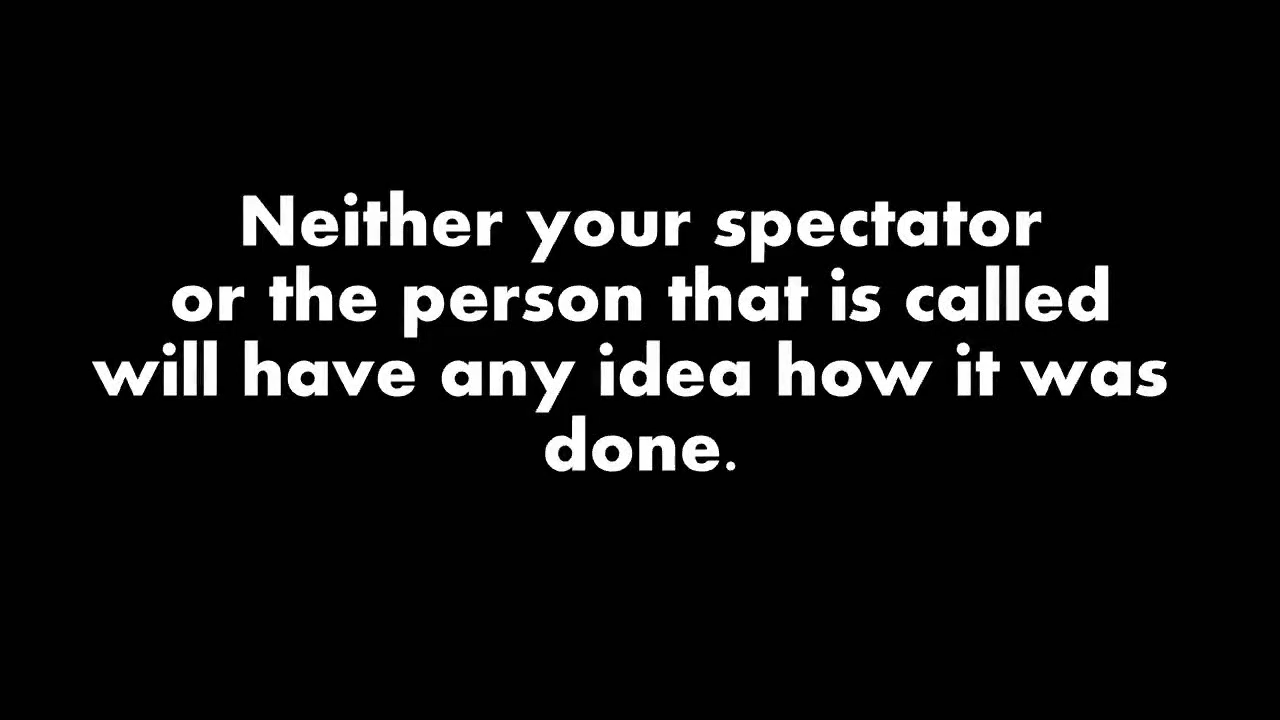 Neither your spectator
or the person that is called
will have any idea how it was
done.